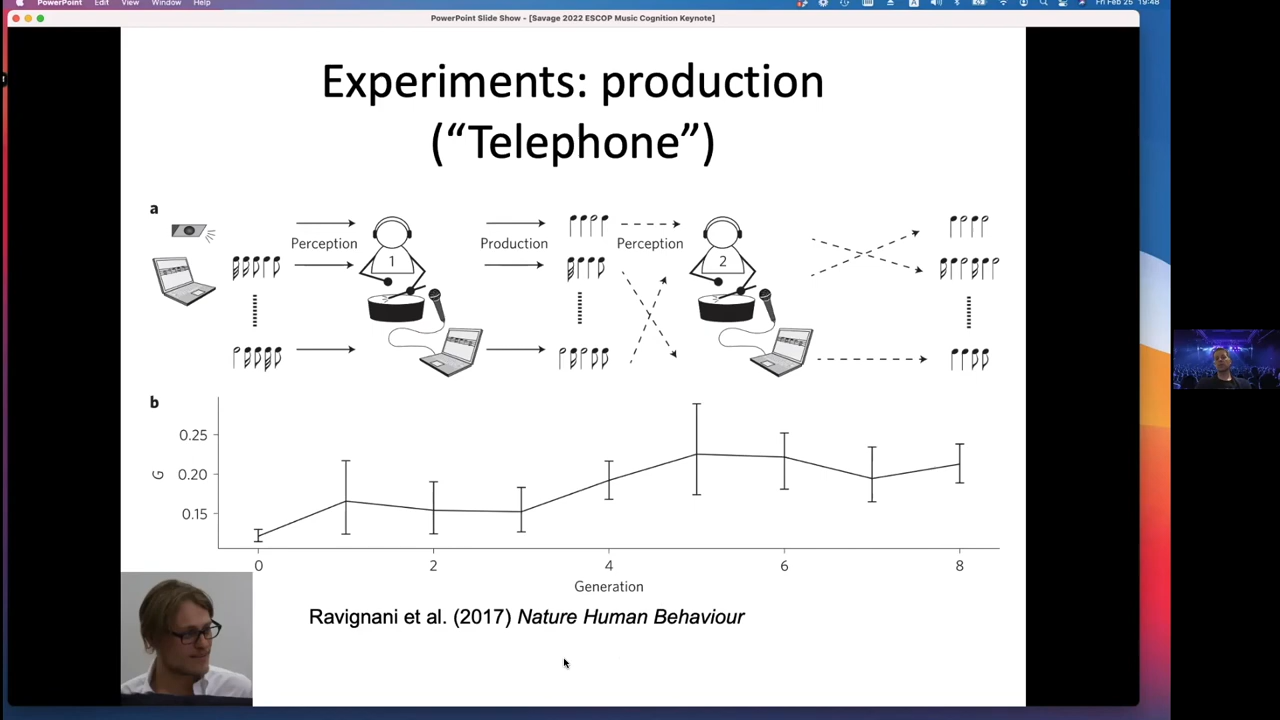 PowerPoint Edit View Window Help
Fri Feb 25 19:48
PowerPoint Slide Show - [Savage 2022 ESCOP Music Cognition Keynote]
Experiments: production
(“Telephone”)
a
Perception
1
Production
Perception
2
b
G
0.25
0.20
0.15
0 2 4 6 8
Generation
Ravignani et al. (2017) Nature Human Behaviour